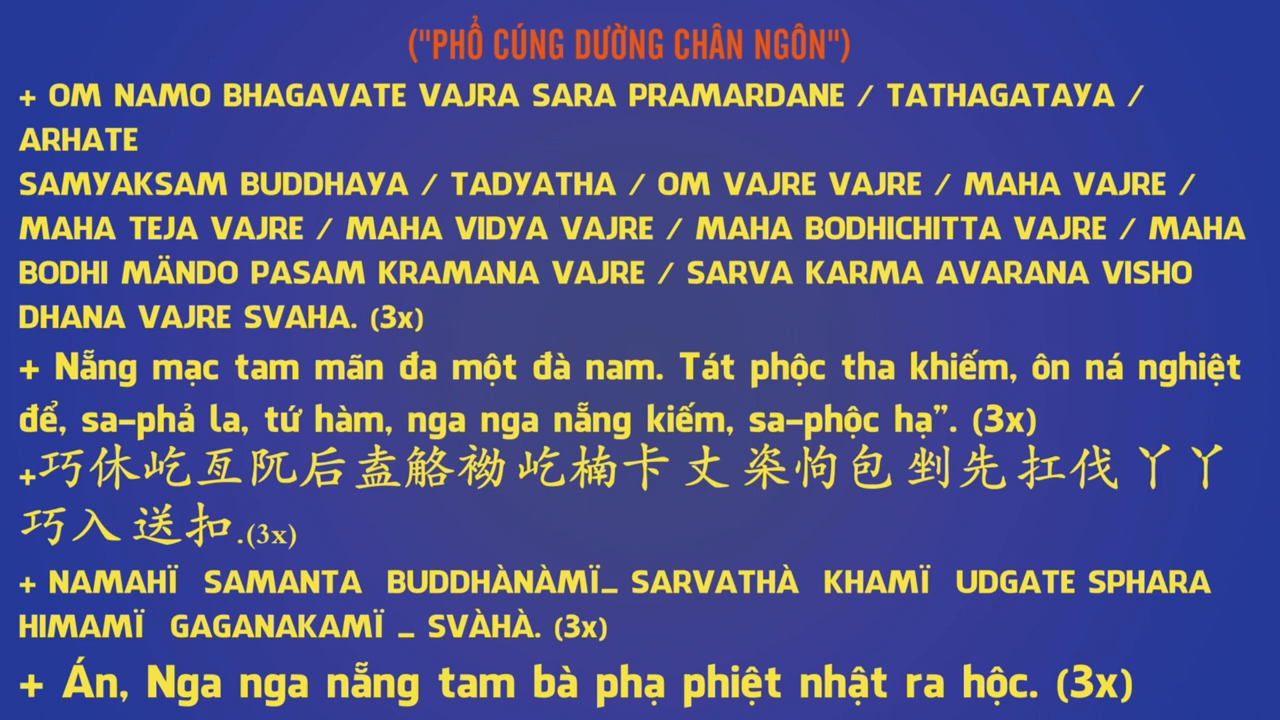 ("PHỔ CÚNG DƯỜNG CHÂN NGÔN")
+ OM NAMO BHAGAVATE VAJRA SARA PRAMARDANE / TATHAGATAYA /
ARHATE
SAMYAKSAM BUDDHAYA / TADYATHA / OM VAJRE VAJRE / MAHA VAJRE /
MAHA TEJA VAJRE / MAHA VIDYA VAJRE / MAHA BODHICHITTA VAJRE / MAHA
BODHI MÄNDO PASAM KRAMANA VAJRE / SARVA KARMA AVARANA VISHO
DHANA VAJRE SVAHA. (3x)
+ Nẵng mạc tam mãn đa một đà nam. Tát phộc tha khiếm, ôn ná nghiệt
để, sa-phả la, tứ hàm, nga nga nẵng kiếm, sa-phộc hạ”. (3x)
+巧休屹亙阢后盍觡袎屹楠卡丈 楶怐包 剉先扛伐丫丫
巧入送扣.(3x)
+ NAMAHÏ SAMANTA BUDDHÀNÀMÏ_ SARVATHÀ KHAMÏ UDGATE SPHARA
HIMAMÏ GAGANAKAMÏ _ SVÀHÀ. (3x)
+ Án, Nga nga nẵng tam bà phạ phiệt nhật ra hộc. (3x)